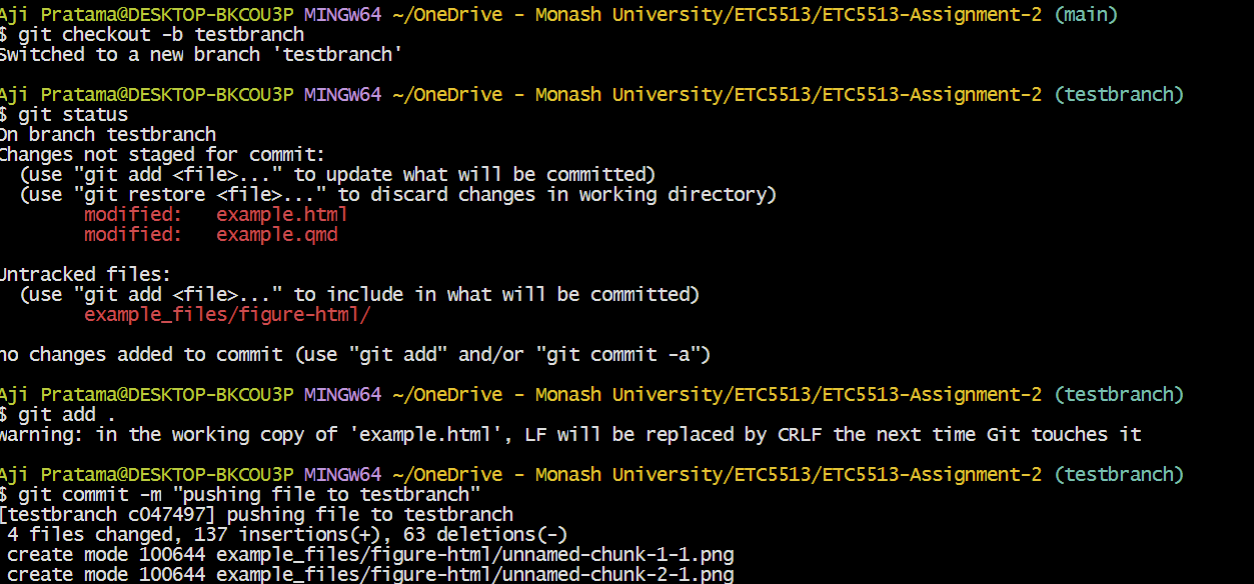 Aji Pratama@DESKTOP-BKCOU3P MINGW64 ~/OneDrive - Monash University/ETC5513/ETC5513-Assignment-2 (main)
$ git checkout -b testbranch
Switched to a new branch 'testbranch'
Aji Pratama@DESKTOP-BKCOU3P MINGW64 ~/OneDrive - Monash University/ETC5513/ETC5513-Assignment-2 (testbranch)
$ git status
On branch testbranch
Changes not staged for commit:
  (use "git add <file>..." to update what will be committed)
  (use "git restore <file>..." to discard changes in working directory)
        modified:   example.html
        modified:   example.qmd
Untracked files:
  (use "git add <file>..." to include in what will be committed)
        example_files/figure-html/
no changes added to commit (use "git add" and/or "git commit -a")
Aji Pratama@DESKTOP-BKCOU3P MINGW64 ~/OneDrive - Monash University/ETC5513/ETC5513-Assignment-2 (testbranch)
$ git add .
warning: in the working copy of 'example.html', LF will be replaced by CRLF the next time Git touches it
Aji Pratama@DESKTOP-BKCOU3P MINGW64 ~/OneDrive - Monash University/ETC5513/ETC5513-Assignment-2 (testbranch)
$ git commit -m "pushing file to testbranch"
[testbranch c047497] pushing file to testbranch
 4 files changed, 137 insertions(+), 63 deletions(-)
 create mode 100644 example_files/figure-html/unnamed-chunk-1-1.png
 create mode 100644 example_files/figure-html/unnamed-chunk-2-1.png